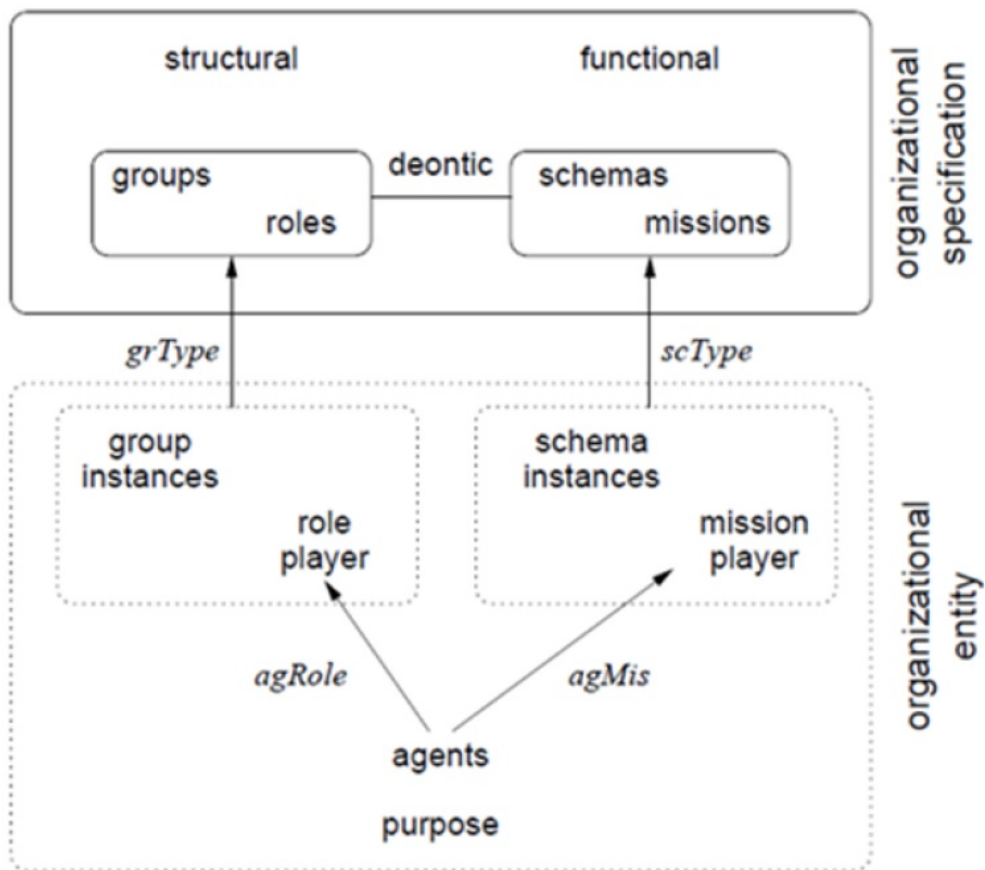 structural
functional
groups
roles
deontic
schemas
missions
organizational
specification
grType
scType
group
instances
role
player
schema
instances
mission
player
organizational
entity
agRole
agMis
agents
purpose